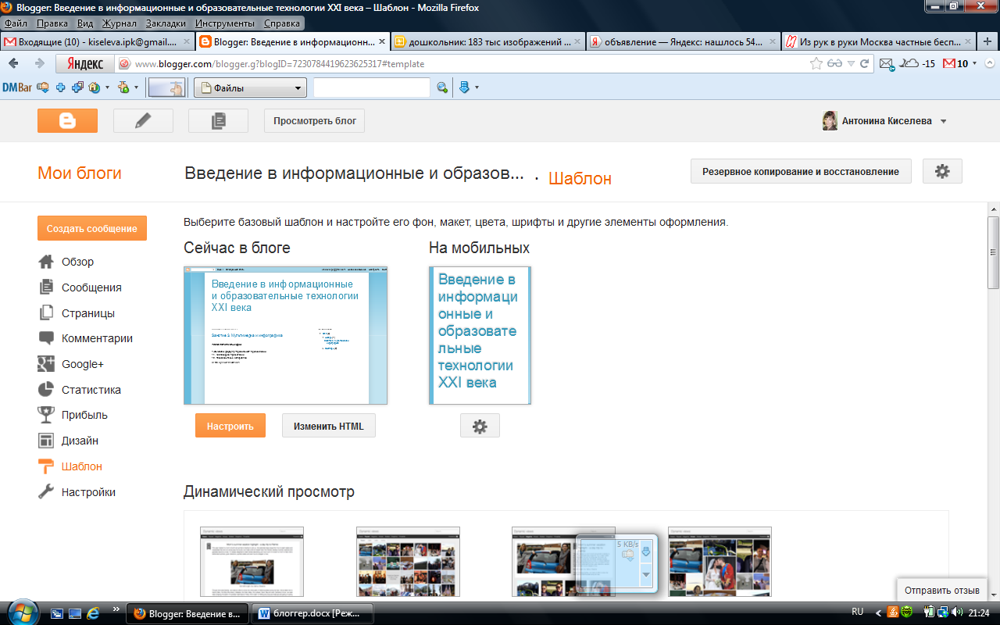 Blogger: Введение в информационные и образовательные технологии XXI века – Шаблон - Mozilla Firefox
Файл Правка Вид Журнал Закладки Инструменты Справка
Входящие (10) - kiseleva.ipk@gmail....
Blogger: Введение в информационн...
дошкольник: 183 тыс изображений ...
объявление — Яндекс: нашлось 54...
Из рук в руки Москва частные бесп...
Яндекс www.blogger.com/blogger.g?blogID=7230784419623625317#template -15 10
DMBar Файлы
Просмотреть блог Антонина Киселева
Мои блоги Введение в информационные и образов... . Шаблон Резервное копирование и восстановление
Создать сообщение
Обзор
Сообщения
Страницы
Комментарии
Google+
Статистика
Прибыль
Дизайн
Шаблон
Настройки
Выберите базовый шаблон и настройте его фон, макет, цвета, шрифты и другие элементы оформления.
Сейчас в блоге
Введение в информационные
и образовательные технологии
XXI века
Настроить Изменить HTML
На мобильных
Введение в
информаци
онные и
образовате
льные
технологии
XXI века
Динамический просмотр
5 KB/s
Отправить отзыв
Blogger: Введение в...
блоггер.docx [Реж...
RU
21:24